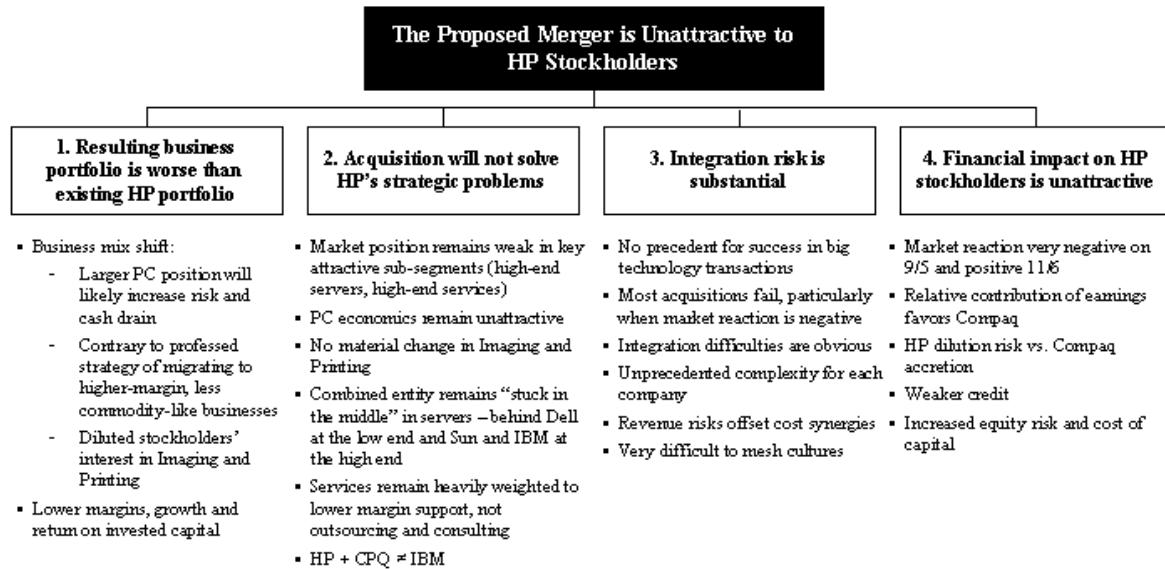 The Proposed Merger is Unattractive to
HP Stockholders
1. Resulting business
portfolio is worse than
existing HP portfolio
▪ Business mix shift:
- Larger PC position will
likely increase risk and
cash drain
- Contrary to professed
strategy of migrating to
higher-margin, less
commodity-like businesses
- Diluted stockholders'
interest in Imaging and
Printing
▪ Lower margins, growth and
return on invested capital
2. Acquisition will not solve
HP's strategic problems
▪ Market position remains weak in key
attractive sub-segments (high-end
servers, high-end services)
▪ PC economics remain unattractive
▪ No material change in Imaging and
Printing
▪ Combined entity remains “stuck in
the middle” in servers – behind Dell
at the low end and Sun and IBM at
the high end
▪ Services remain heavily weighted to
lower margin support, not
outsourcing and consulting
▪ HP + CPQ ≠ IBM
3. Integration risk is
substantial
▪ No precedent for success in big
technology transactions
▪ Most acquisitions fail, particularly
when market reaction is negative
▪ Integration difficulties are obvious
▪ Unprecedented complexity for each
company
▪ Revenue risks offset cost synergies
▪ Very difficult to mesh cultures
4. Financial impact on HP
stockholders is unattractive
▪ Market reaction very negative on
9/5 and positive 11/6
▪ Relative contribution of earnings
favors Compaq
▪ HP dilution risk vs. Compaq
accretion
▪ Weaker credit
▪ Increased equity risk and cost of
capital